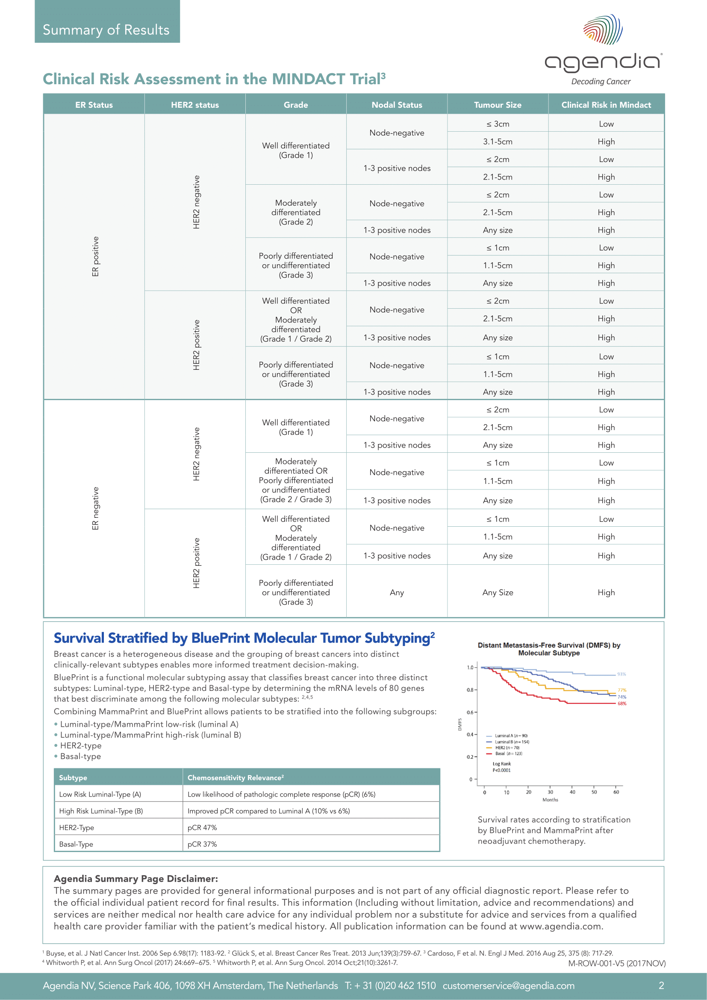 Summary of Results
agendia®
Decoding Cancer
Clinical Risk Assessment in the MINDACT Trial³
ER Status HER2 status Grade Nodal Status Tumour Size Clinical Risk in Mindact
ER positive
HER2 negative
Well differentiated
(Grade 1)
Node-negative
≤ 3cm Low
3.1-5cm High
1-3 positive nodes
≤ 2cm Low
2.1-5cm High
Moderately
differentiated
(Grade 2)
Node-negative
≤ 2cm Low
2.1-5cm High
1-3 positive nodes Any size High
Poorly differentiated
or undifferentiated
(Grade 3)
Node-negative
≤ 1cm Low
1.1-5cm High
1-3 positive nodes Any size High
HER2 positive
Well differentiated
OR
Moderately
differentiated
(Grade 1 / Grade 2)
Node-negative
≤ 2cm Low
2.1-5cm High
1-3 positive nodes Any size High
Poorly differentiated
or undifferentiated
(Grade 3)
Node-negative
≤ 1cm Low
1.1-5cm High
1-3 positive nodes Any size High
ER negative
HER2 negative
Well differentiated
(Grade 1)
Node-negative
≤ 2cm Low
2.1-5cm High
1-3 positive nodes Any size High
Moderately
differentiated OR
Poorly differentiated
or undifferentiated
(Grade 2 / Grade 3)
Node-negative
≤ 1cm Low
1.1-5cm High
1-3 positive nodes Any size High
HER2 positive
Well differentiated
OR
Moderately
differentiated
(Grade 1 / Grade 2)
Node-negative
≤ 1cm Low
1.1-5cm High
1-3 positive nodes Any size High
Poorly differentiated
or undifferentiated
(Grade 3)
Any Any Size High
Survival Stratified by BluePrint Molecular Tumor Subtyping²
Breast cancer is a heterogeneous disease and the grouping of breast cancers into distinct
clinically-relevant subtypes enables more informed treatment decision-making.
BluePrint is a functional molecular subtyping assay that classifies breast cancer into three distinct
subtypes: Luminal-type, HER2-type and Basal-type by determining the mRNA levels of 80 genes
that best discriminate among the following molecular subtypes: ²,⁴,⁵
Combining MammaPrint and BluePrint allows patients to be stratified into the following subgroups:
• Luminal-type/MammaPrint low-risk (luminal A)
• Luminal-type/MammaPrint high-risk (luminal B)
• HER2-type
• Basal-type
Subtype Chemosensitivity Relevance²
Low Risk Luminal-Type (A) Low likelihood of pathologic complete response (pCR) (6%)
High Risk Luminal-Type (B) Improved pCR compared to Luminal A (10% vs 6%)
HER2-Type pCR 47%
Basal-Type pCR 37%
Distant Metastasis-Free Survival (DMFS) by
Molecular Subtype
1.0
0.8
0.6
0.4
0.2
0
DMFS
93%
77%
74%
68%
Luminal A (n = 90)
Luminal B (n = 154)
HER2 (n = 70)
Basal (n = 123)
Log Rank
P<0.0001
0 10 20 30 40 50 60
Months
Survival rates according to stratification
by BluePrint and MammaPrint after
neoadjuvant chemotherapy.
Agendia Summary Page Disclaimer:
The summary pages are provided for general informational purposes and is not part of any official diagnostic report. Please refer to
the official individual patient record for final results. This information (Including without limitation, advice and recommendations) and
services are neither medical nor health care advice for any individual problem nor a substitute for advice and services from a qualified
health care provider familiar with the patient's medical history. All publication information can be found at www.agendia.com.
¹ Buyse, et al. J Natl Cancer Inst. 2006 Sep 6.98(17): 1183-92. ² Glück S, et al. Breast Cancer Res Treat. 2013 Jun;139(3):759-67. ³ Cardoso, F et al. N. Engl J Med. 2016 Aug 25, 375 (8): 717-29.
⁴ Whitworth P, et al. Ann Surg Oncol (2017) 24:669–675. ⁵ Whitworth P, et al. Ann Surg Oncol. 2014 Oct;21(10):3261-7.
M-ROW-001-V5 (2017NOV)
Agendia NV, Science Park 406, 1098 XH Amsterdam, The Netherlands T: + 31 (0)20 462 1510 customerservice@agendia.com 2